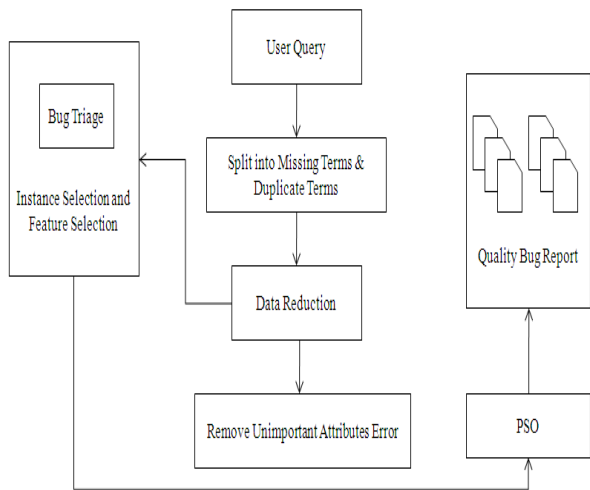 User Query
Bug Triage
Instance Selection and
Feature Selection
Split into Missing Terms &
Duplicate Terms
Quality Bug Report
Data Reduction
Remove Unimportant Attributes Error
PSO